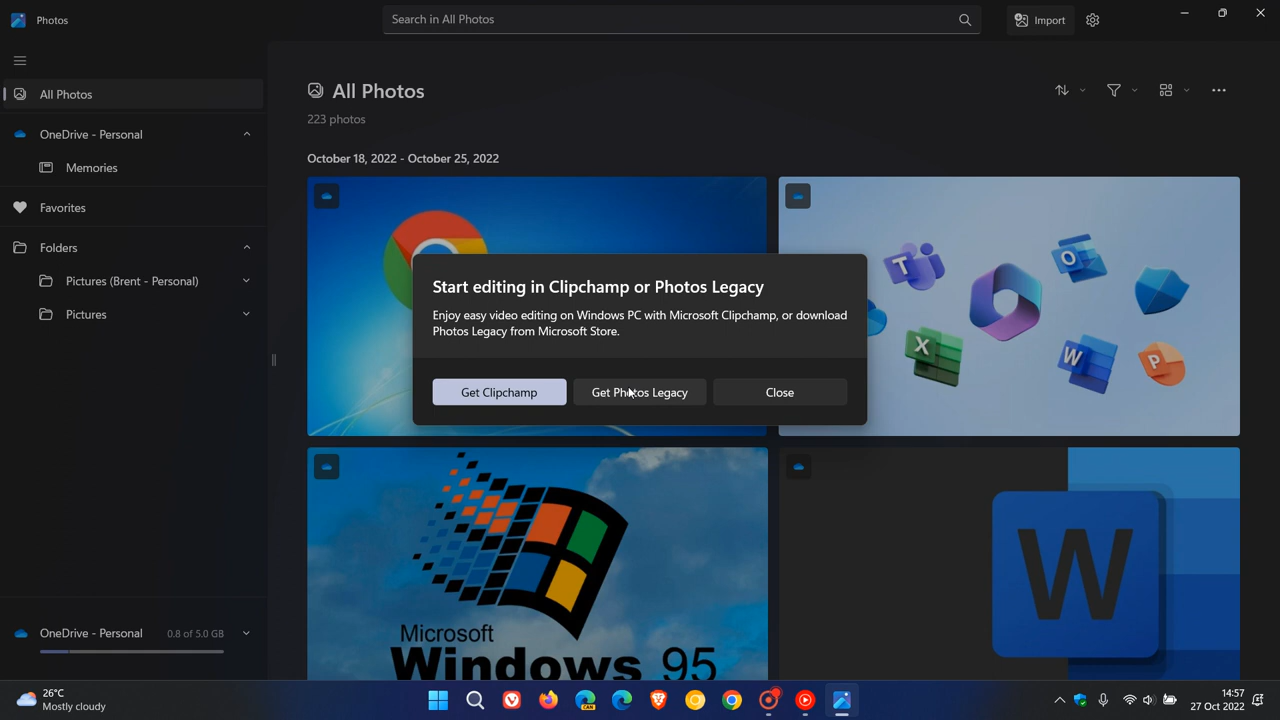 Photos
Search in All Photos
Import
All Photos
OneDrive - Personal
Memories
Favorites
Folders
Pictures (Brent - Personal)
Pictures
OneDrive - Personal 0.8 of 5.0 GB
All Photos
223 photos
October 18, 2022 - October 25, 2022
T
O
X
W
P
Start editing in Clipchamp or Photos Legacy
Enjoy easy video editing on Windows PC with Microsoft Clipchamp, or download
Photos Legacy from Microsoft Store.
Get Clipchamp
Get Photos Legacy
Close
Microsoft
Windows 95
W
26°C
Mostly cloudy
CAN
14:57
27 Oct 2022